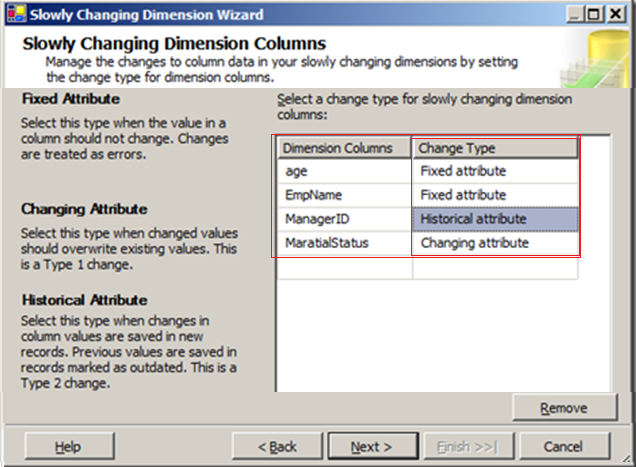 Slowly Changing Dimension Wizard
Slowly Changing Dimension Columns
Manage the changes to column data in your slowly changing dimensions by setting
the change type for dimension columns.
Fixed Attribute
Select this type when the value in a
column should not change. Changes
are treated as errors.
Changing Attribute
Select this type when changed values
should overwrite existing values. This
is a Type 1 change.
Historical Attribute
Select this type when changes in
column values are saved in new
records. Previous values are saved in
records marked as outdated. This is a
Type 2 change.
Select a change type for slowly changing dimension
columns:
Dimension Columns Change Type
age Fixed attribute
EmpName Fixed attribute
ManagerID Historical attribute
MaratialStatus Changing attribute
Remove
Help < Back Next > Finish >>| Cancel